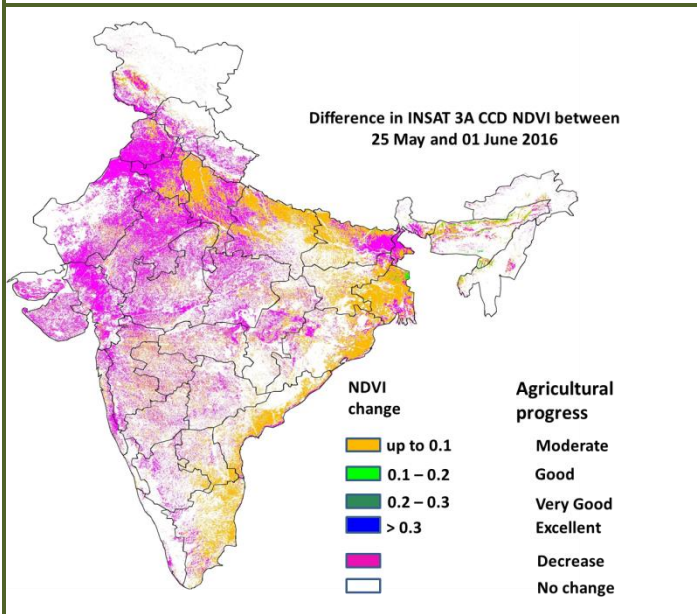 Difference in INSAT 3A CCD NDVI between
25 May and 01 June 2016
NDVI change
Agricultural progress
up to 0.1 Moderate
0.1 – 0.2 Good
0.2 – 0.3 Very Good
> 0.3 Excellent
Decrease
No change